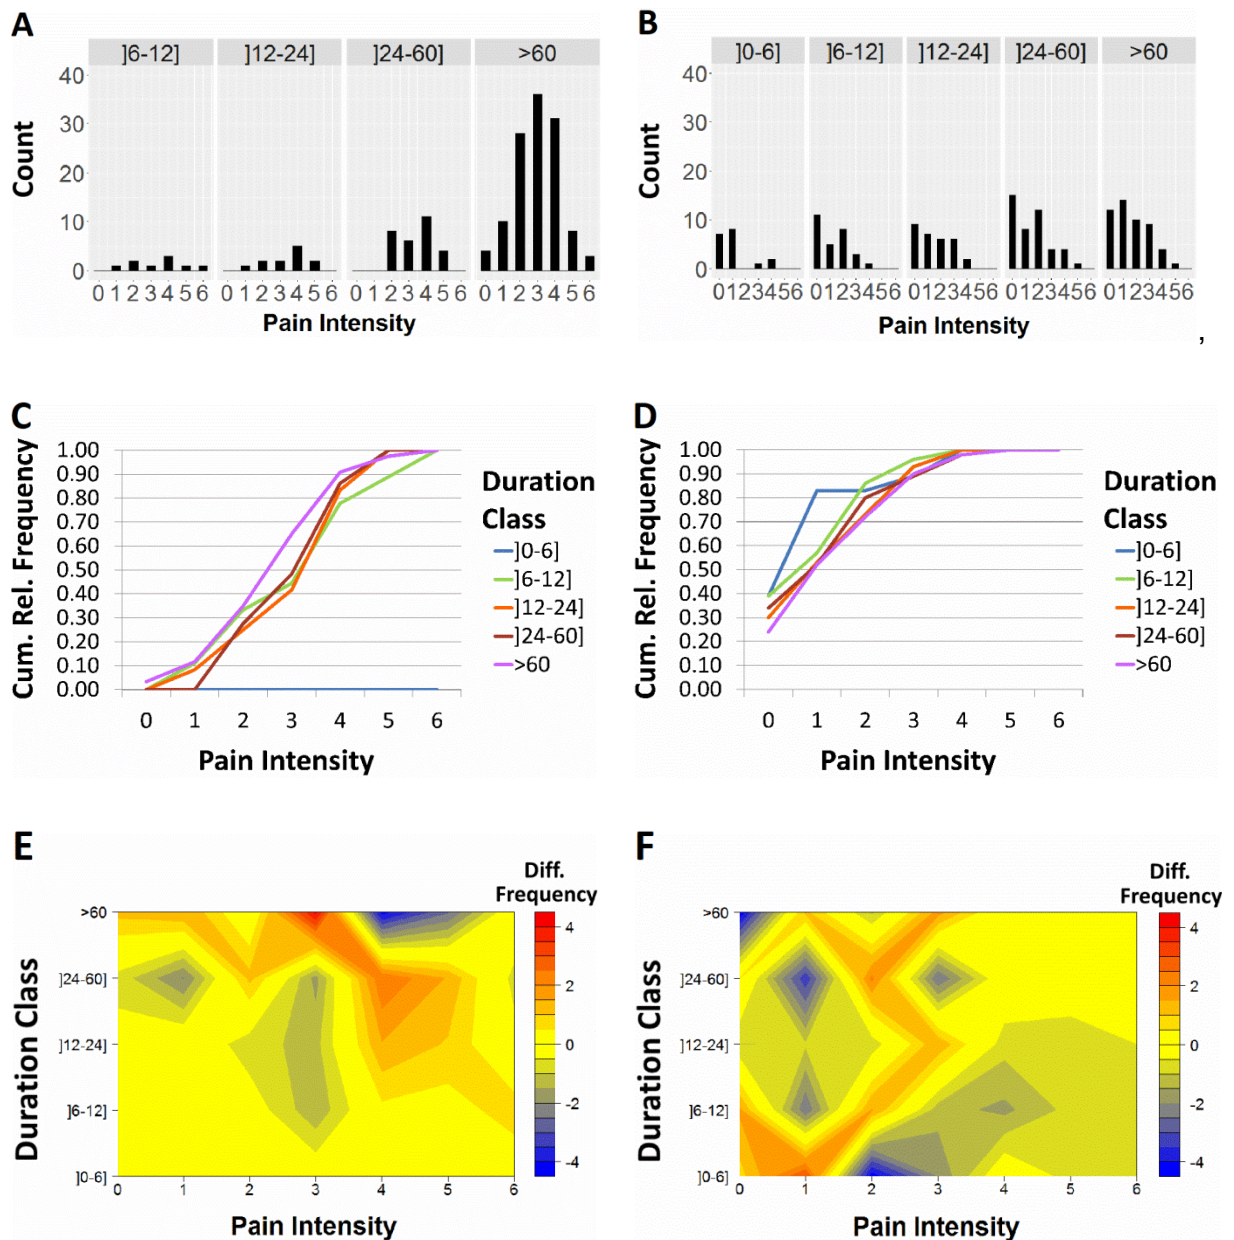 A
]6-12] ]12-24] ]24-60] >60
Count
40
30
20
10
0
0 1 2 3 4 5 6 0 1 2 3 4 5 6 0 1 2 3 4 5 6 0 1 2 3 4 5 6
Pain Intensity
B
]0-6] ]6-12] ]12-24] ]24-60] >60
Count
40
30
20
10
0
0123456 0123456 0123456 0123456 0123456
Pain Intensity
,
C
Cum. Rel. Frequency
1.00
0.90
0.80
0.70
0.60
0.50
0.40
0.30
0.20
0.10
0.00
0 1 2 3 4 5 6
Pain Intensity
Duration
Class
]0-6]
]6-12]
]12-24]
]24-60]
>60
D
Cum. Rel. Frequency
1.00
0.90
0.80
0.70
0.60
0.50
0.40
0.30
0.20
0.10
0.00
0 1 2 3 4 5 6
Pain Intensity
Duration
Class
]0-6]
]6-12]
]12-24]
]24-60]
>60
E
Duration Class
>60
]24-60]
]12-24]
]6-12]
]0-6]
0 1 2 3 4 5 6
Pain Intensity
Diff.
Frequency
4
2
0
-2
-4
F
Duration Class
>60
]24-60]
]12-24]
]6-12]
]0-6]
0 1 2 3 4 5 6
Pain Intensity
Diff.
Frequency
4
2
0
-2
-4